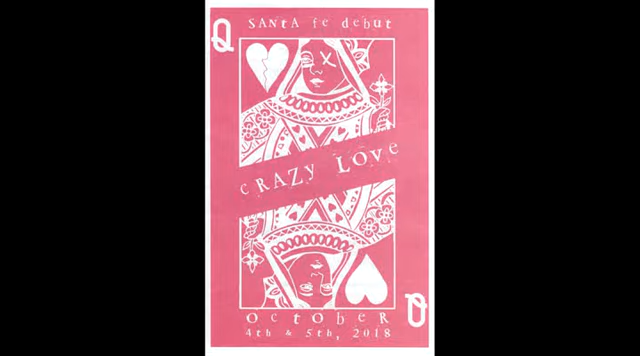 Q
SANtA fe debut
CRAZy LOVe
OctObeR
4th & 5th, 2018
Q